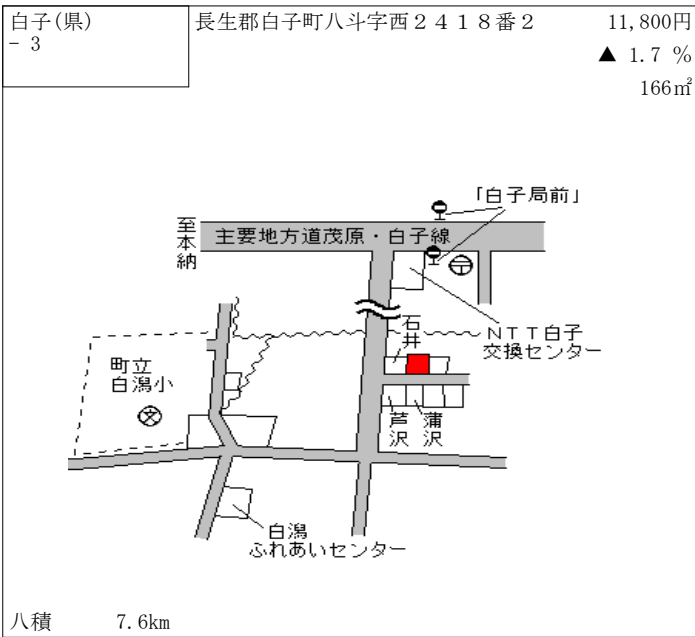 白子(県)
- 3
長生郡白子町八斗字西２４１８番２
11,800円
▲ 1.7 %
166㎡
「白子局前」
至本納
主要地方道茂原・白子線
石井
ＮＴＴ白子
交換センター
町立
白潟小
芦沢
蒲沢
白潟
ふれあいセンター
八積 7.6km